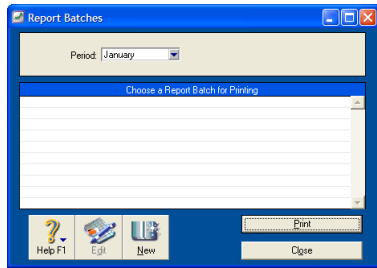 Report Batches
Period: January
Choose a Report Batch for Printing
Print
Help F1 Edit New
Close